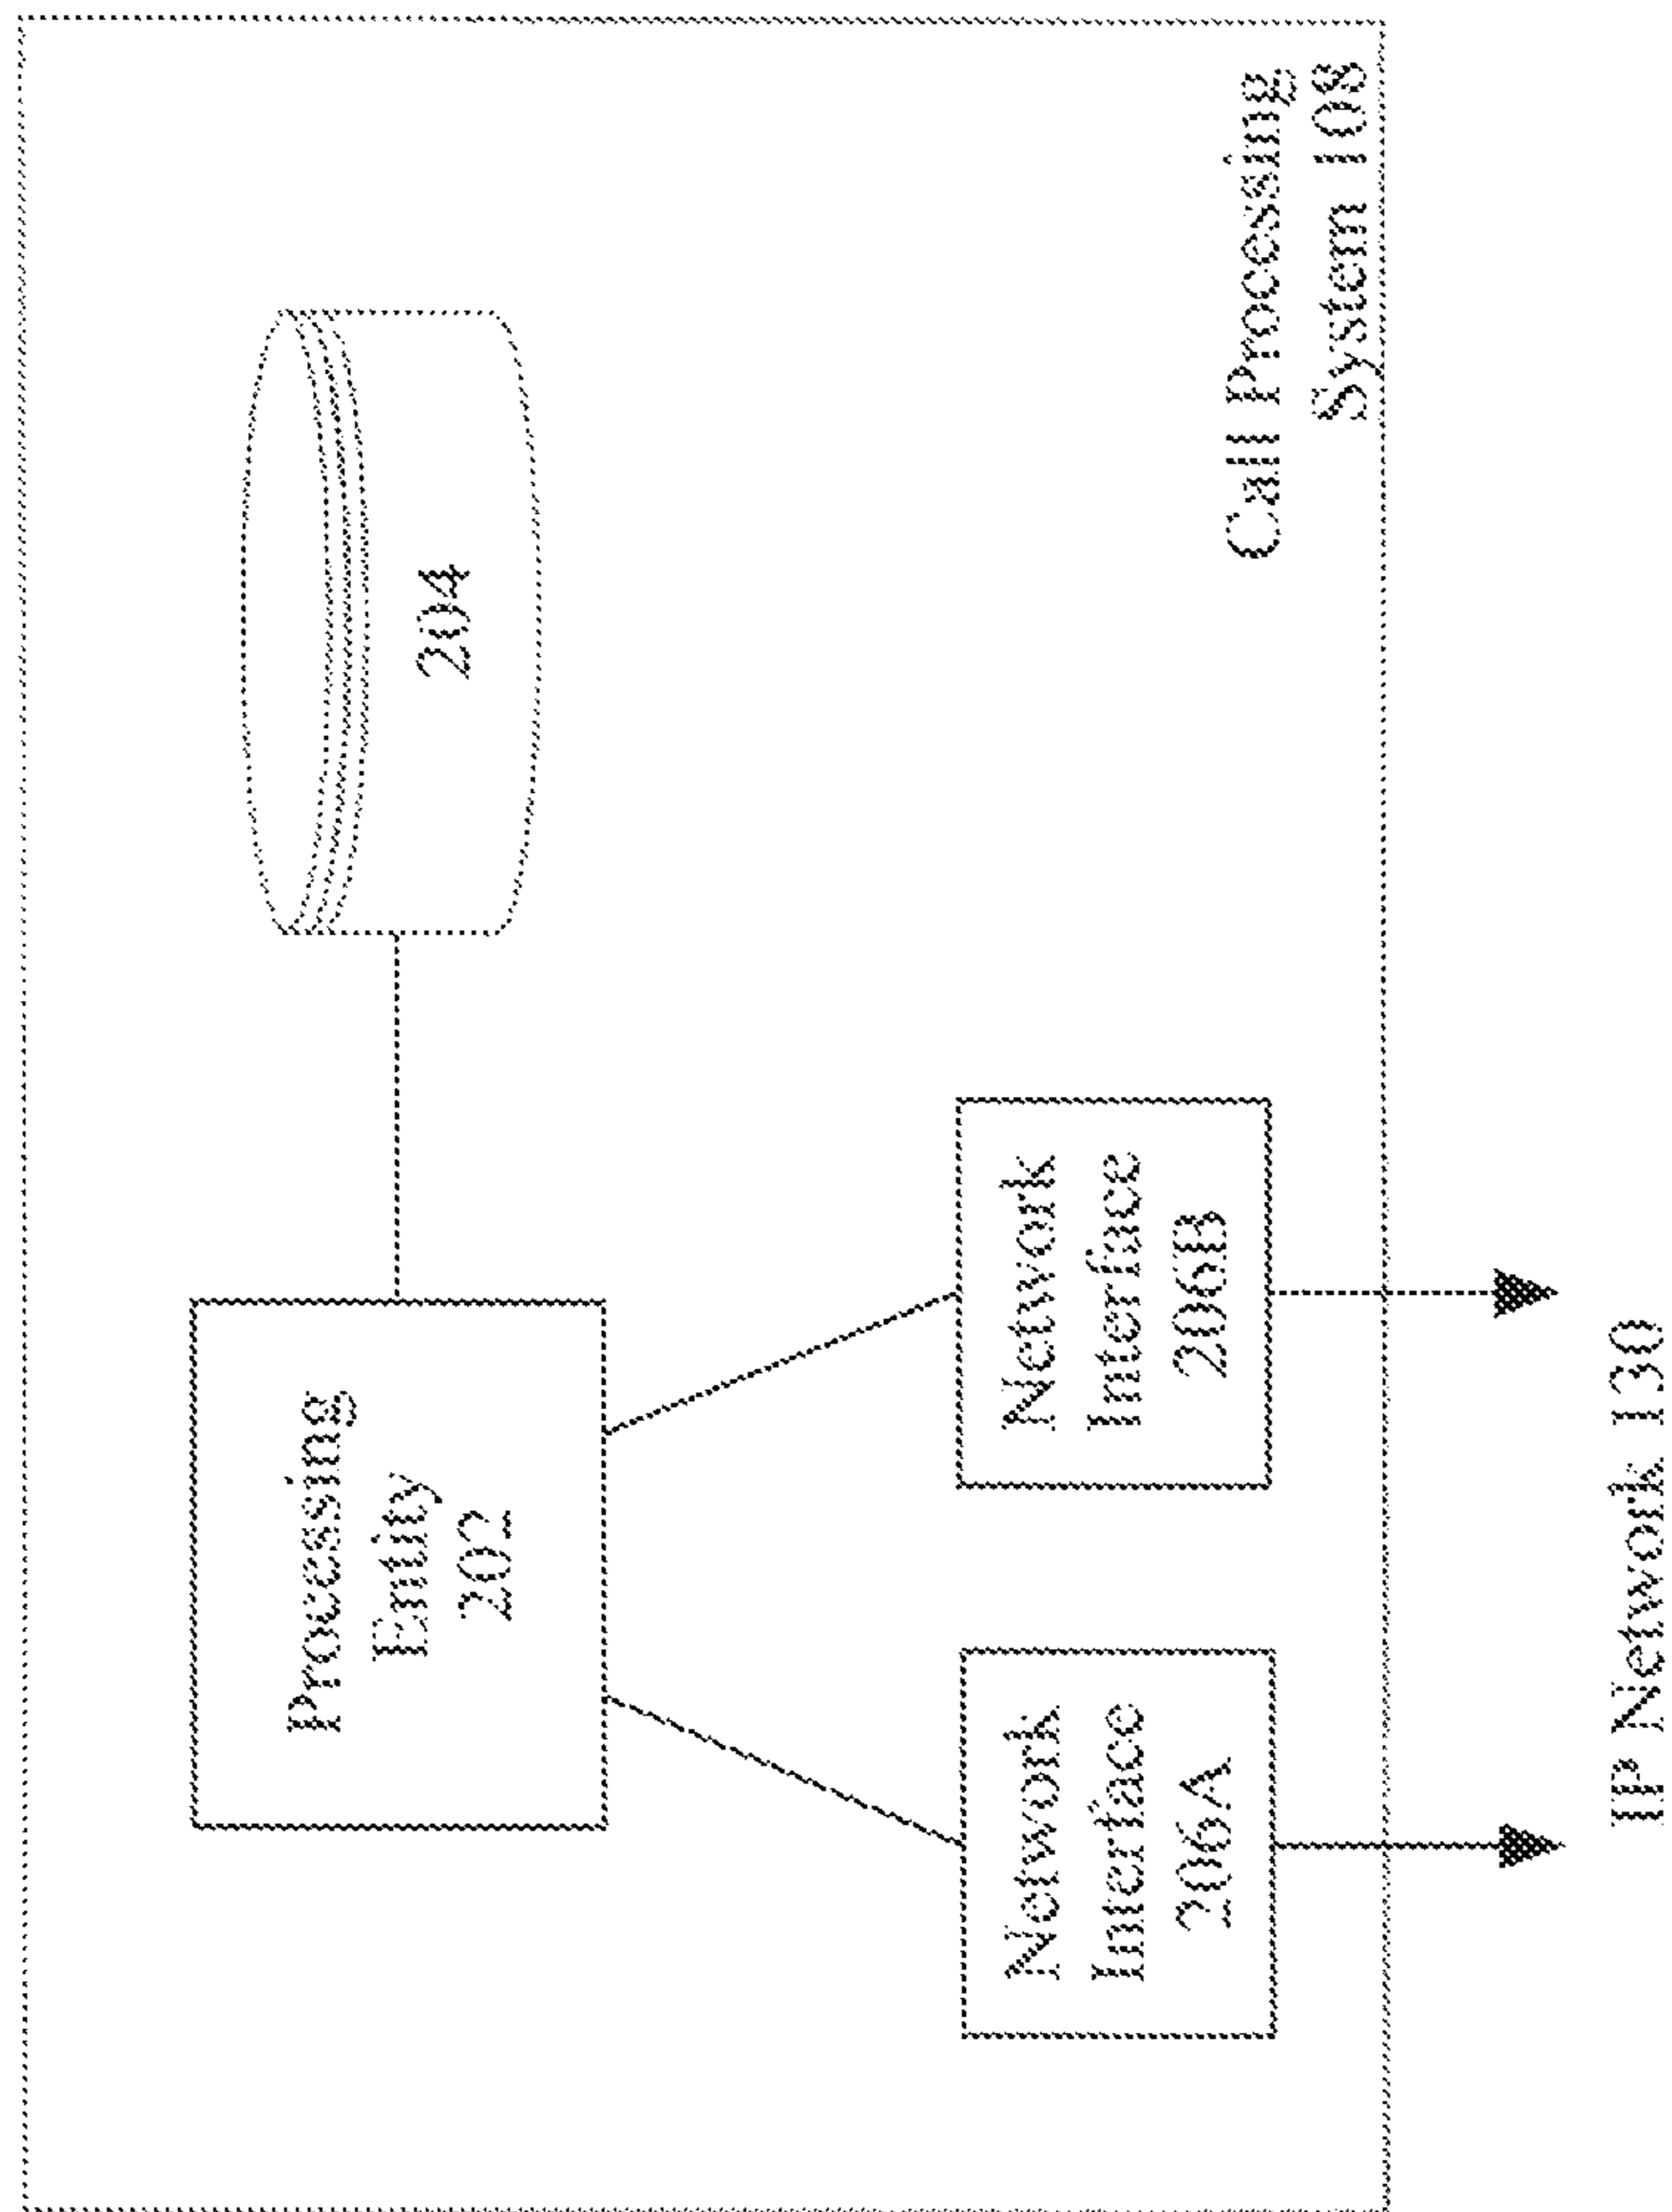 Processing
Entity
202
204
Network
Interface
206A
Network
Interface
206B
Call Processing
System 108
IP Network 130